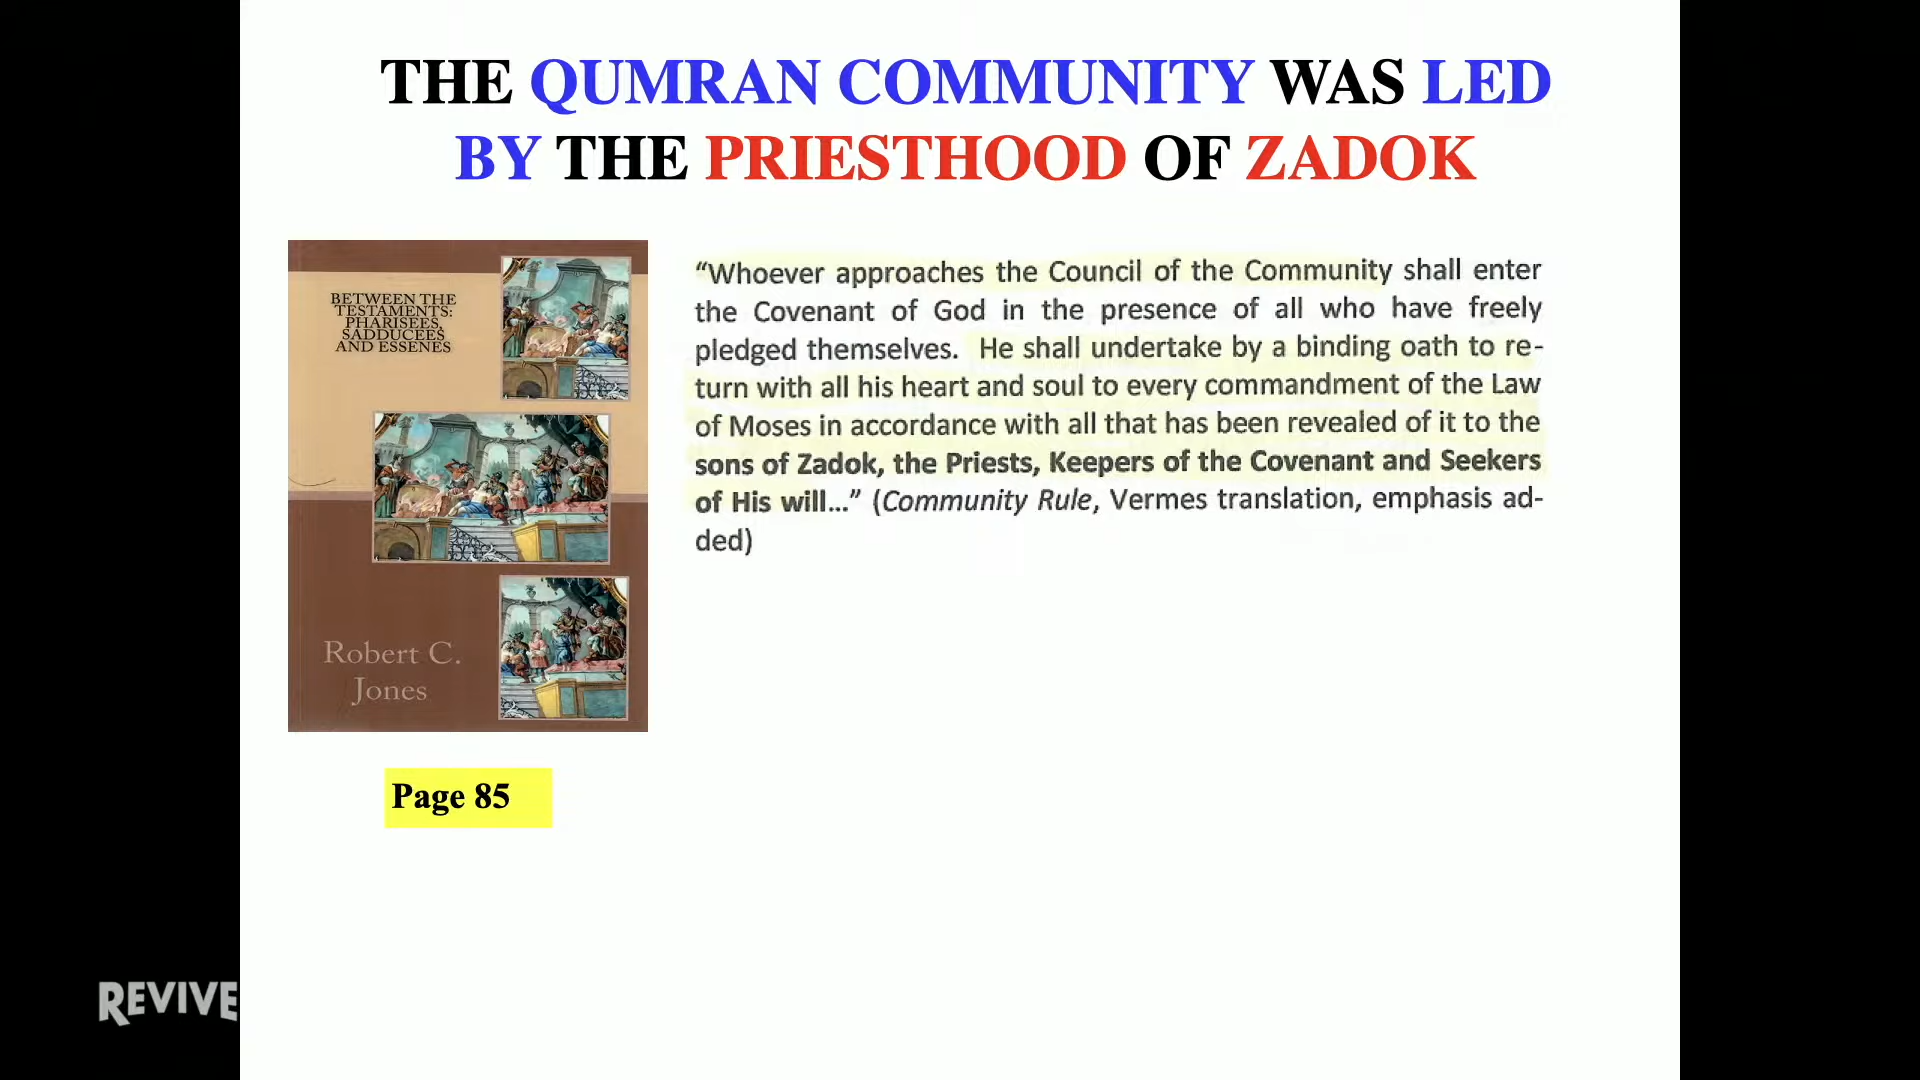 THE QUMRAN COMMUNITY WAS LED
BY THE PRIESTHOOD OF ZADOK
BETWEEN THE
TESTAMENTS:
PHARISEES,
SADDUCEES
AND ESSENES
Robert C.
Jones
Page 85
“Whoever approaches the Council of the Community shall enter
the Covenant of God in the presence of all who have freely
pledged themselves. He shall undertake by a binding oath to re-
turn with all his heart and soul to every commandment of the Law
of Moses in accordance with all that has been revealed of it to the
sons of Zadok, the Priests, Keepers of the Covenant and Seekers
of His will...” (Community Rule, Vermes translation, emphasis ad-
ded)
REVIVE